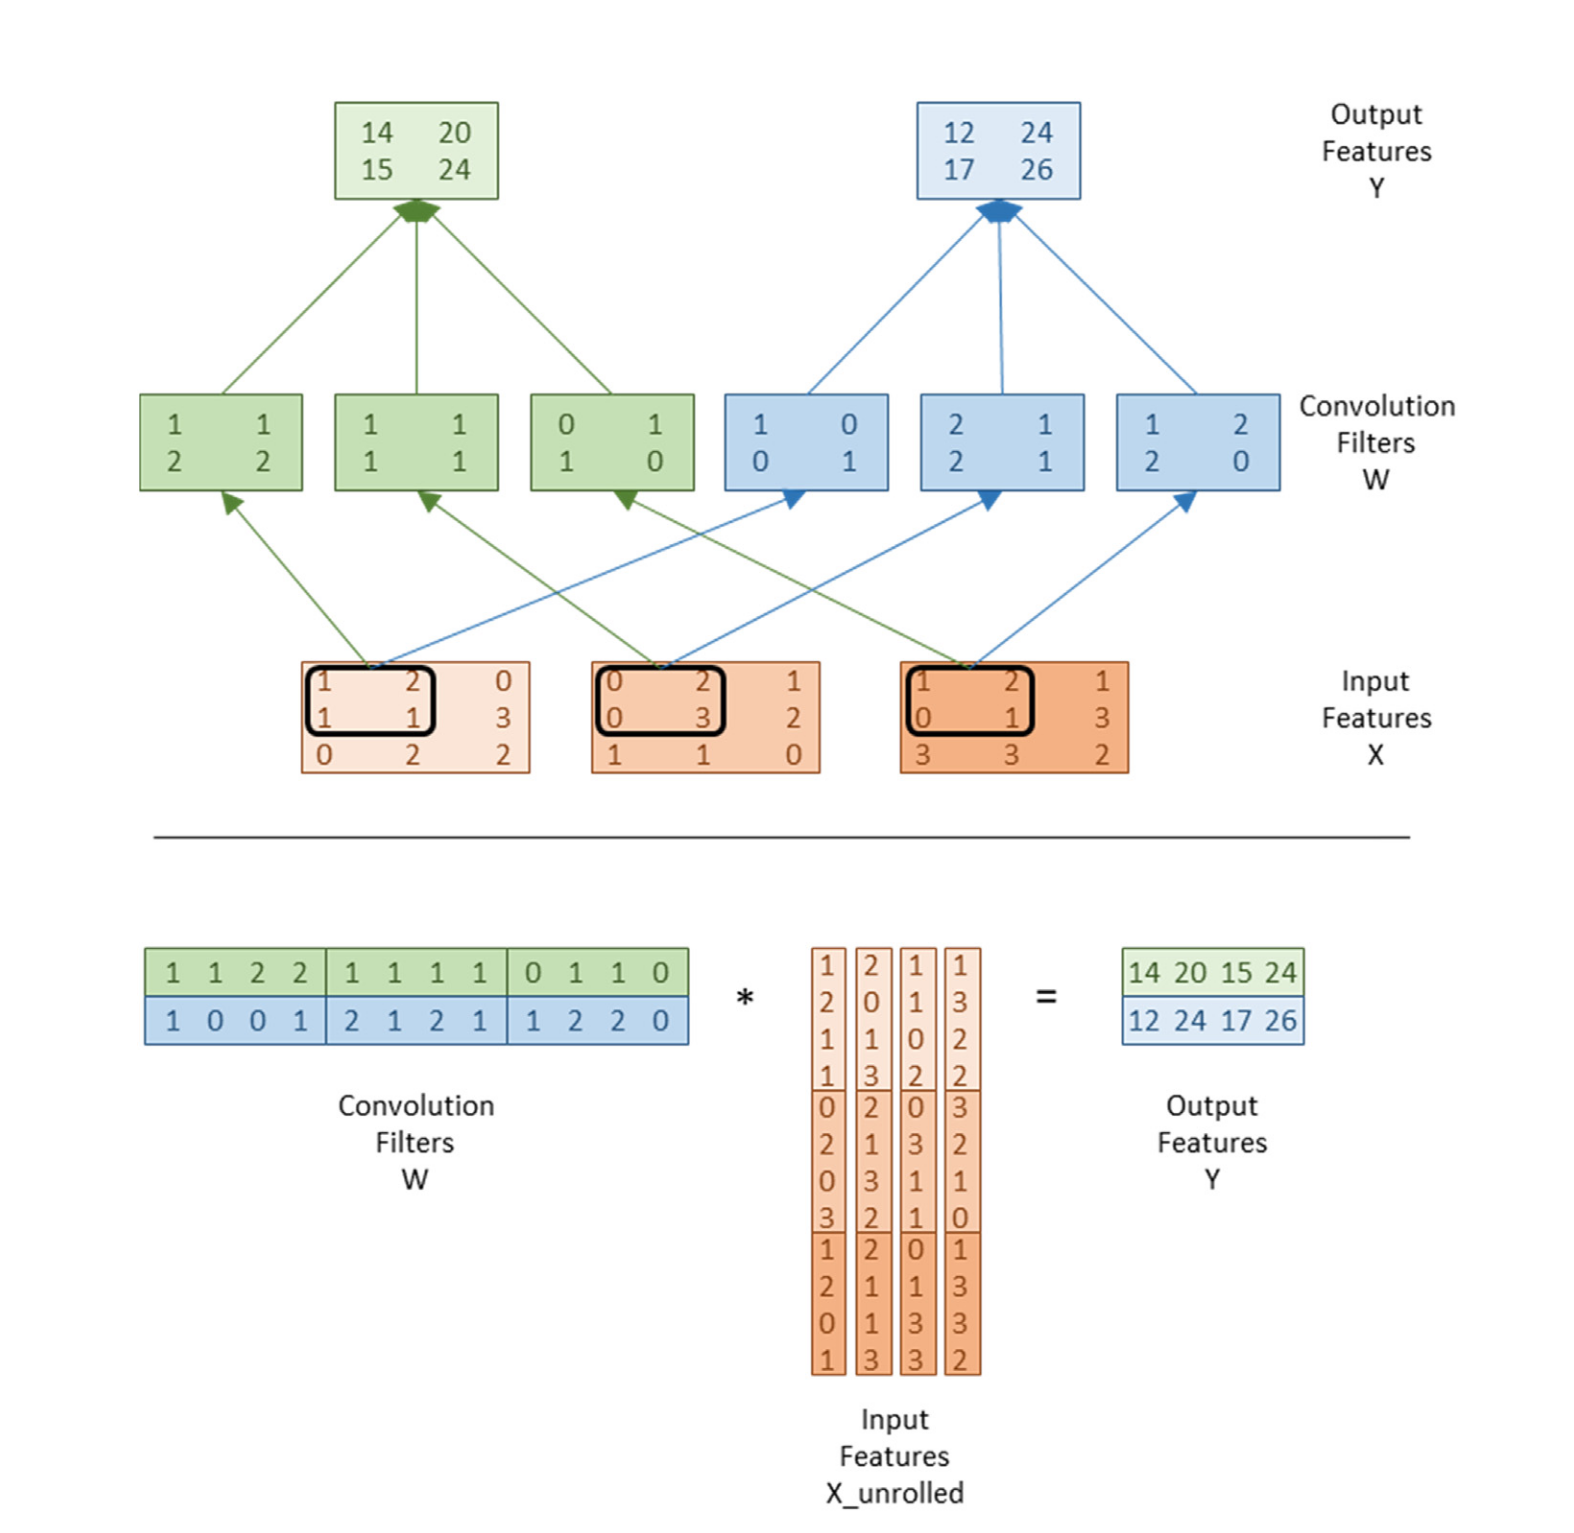 14 20
15 24
12 24
17 26
Output
Features
Y
1 1
2 2
1 1
1 1
0 1
1 0
1 0
0 1
2 1
2 1
1 2
2 0
Convolution
Filters
W
1 2 0
1 1 3
0 2 2
0 2 1
0 3 2
1 1 0
1 2 1
0 1 3
3 3 2
Input
Features
X
1 1 2 2 1 1 1 1 0 1 1 0
1 0 0 1 2 1 2 1 1 2 2 0
Convolution
Filters
W
*
1 2 1 1
2 0 1 3
1 1 0 2
1 3 2 2
0 2 0 3
2 1 3 2
0 3 1 1
3 2 1 0
1 2 0 1
2 1 1 3
0 1 3 3
1 3 3 2
Input
Features
X_unrolled
=
14 20 15 24
12 24 17 26
Output
Features
Y